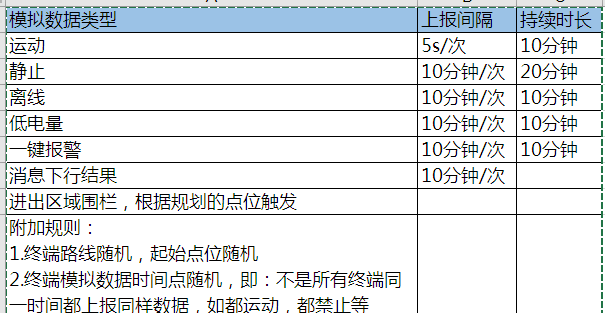 模拟数据类型 上报间隔 持续时长
运动 5s/次 10分钟
静止 10分钟/次 20分钟
离线 10分钟/次 10分钟
低电量 10分钟/次 10分钟
一键报警 10分钟/次 10分钟
消息下行结果 10分钟/次
进出区域围栏，根据规划的点位触发
附加规则：
1.终端路线随机，起始点位随机
2.终端模拟数据时间点随机，即：不是所有终端同
一时间都上报同样数据，如都运动，都禁止等